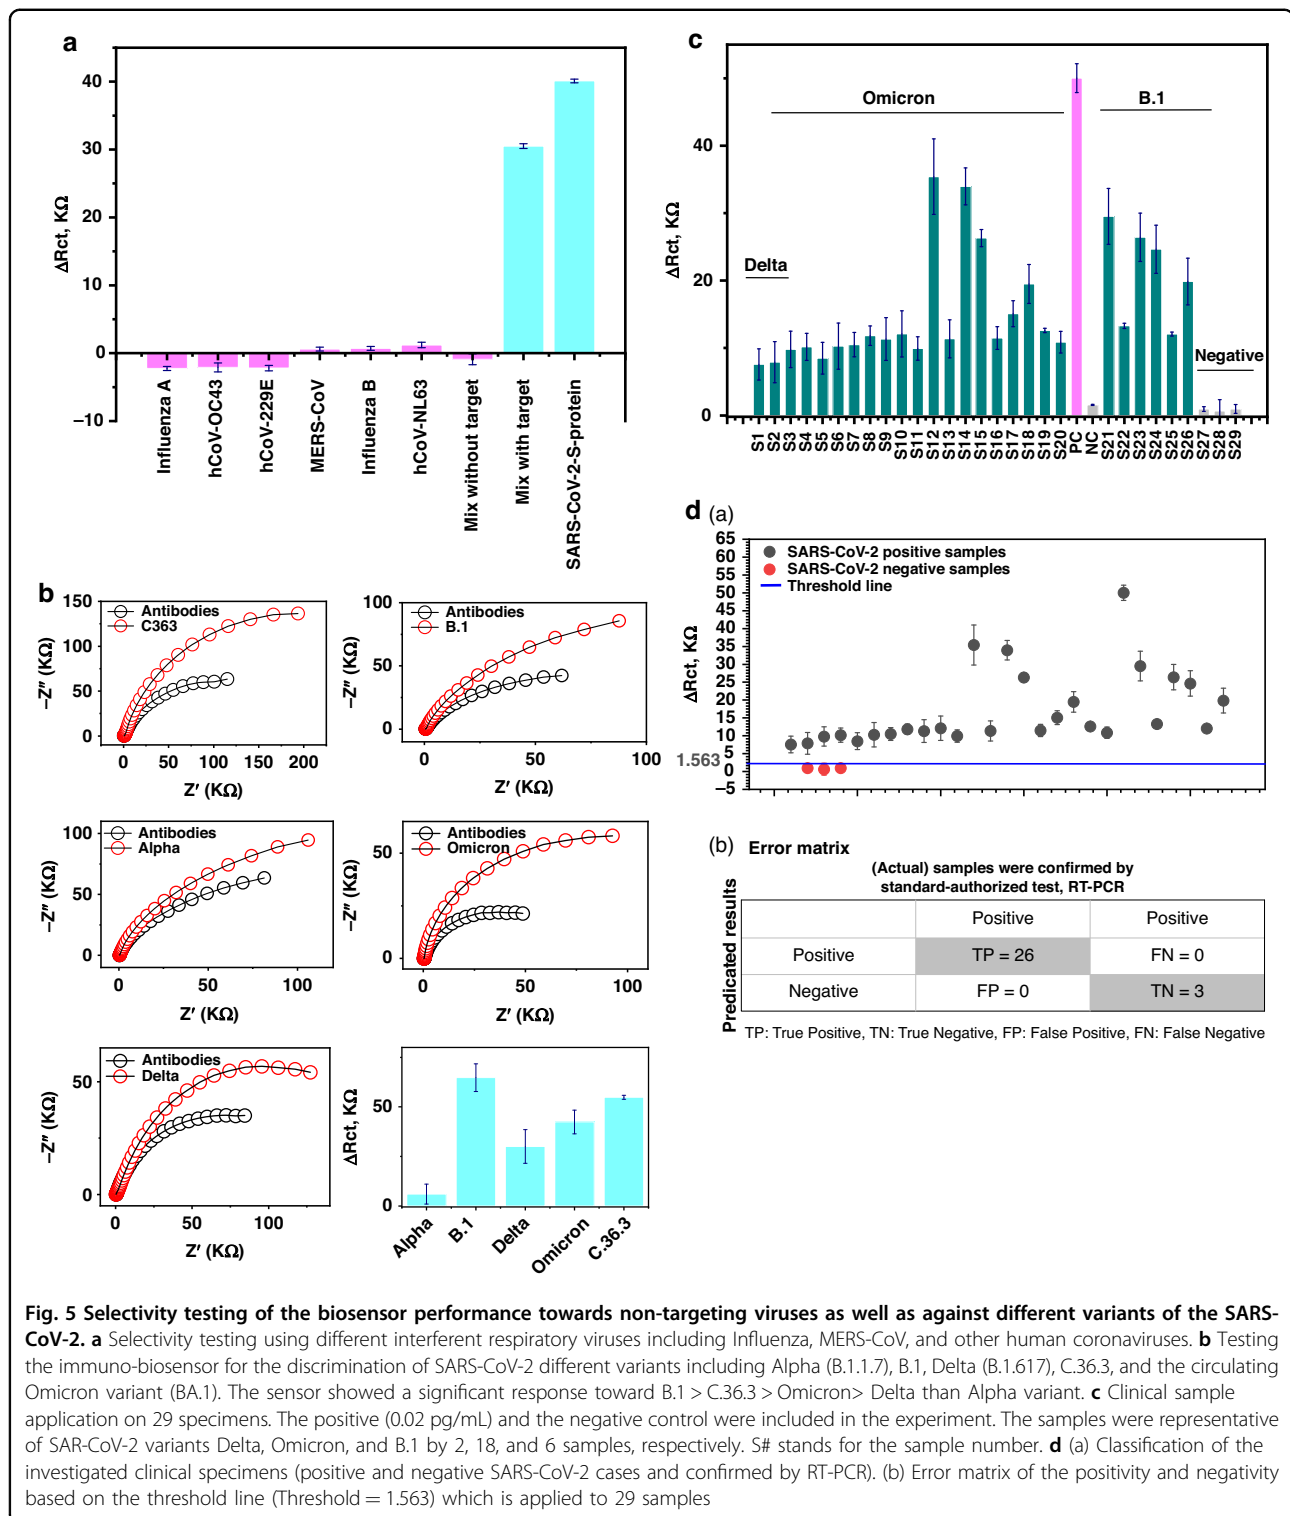 a
ΔRct, KΩ
40
30
20
10
0
−10
Influenza A
hCoV-OC43
hCoV-229E
MERS-CoV
Influenza B
hCoV-NL63
Mix without target
Mix with target
SARS-CoV-2-S-protein
c
ΔRct, KΩ
40
20
0
Delta
Omicron
B.1
Negative
S1
S2
S3
S4
S5
S6
S7
S8
S9
S10
S11
S12
S13
S14
S15
S16
S17
S18
S19
S20
PC
NC
S21
S22
S23
S24
S25
S26
S27
S28
S29
b
150
100
50
0
−Z″ (KΩ)
Antibodies
C363
0 50 100 150 200
Z′ (KΩ)
100
50
0
−Z″ (KΩ)
Antibodies
B.1
0 50 100
Z′ (KΩ)
100
50
0
−Z″ (KΩ)
Antibodies
Alpha
0 50 100
Z′ (KΩ)
50
0
−Z″ (KΩ)
Antibodies
Omicron
0 50 100
Z′ (KΩ)
50
0
−Z″ (KΩ)
Antibodies
Delta
0 50 100
Z′ (KΩ)
50
0
ΔRct, KΩ
Alpha
B.1
Delta
Omicron
C.36.3
d (a)
65
60
55
50
45
40
35
30
25
20
15
10
5
1.563
0
−5
ΔRct, KΩ
SARS-CoV-2 positive samples
SARS-CoV-2 negative samples
Threshold line
(b) Error matrix
(Actual) samples were confirmed by
standard-authorized test, RT-PCR
Predicated results
Positive Positive
Positive TP = 26 FN = 0
Negative FP = 0 TN = 3
TP: True Positive, TN: True Negative, FP: False Positive, FN: False Negative
Fig. 5 Selectivity testing of the biosensor performance towards non-targeting viruses as well as against different variants of the SARS-
CoV-2. a Selectivity testing using different interferent respiratory viruses including Influenza, MERS-CoV, and other human coronaviruses. b Testing
the immuno-biosensor for the discrimination of SARS-CoV-2 different variants including Alpha (B.1.1.7), B.1, Delta (B.1.617), C.36.3, and the circulating
Omicron variant (BA.1). The sensor showed a significant response toward B.1 > C.36.3 > Omicron> Delta than Alpha variant. c Clinical sample
application on 29 specimens. The positive (0.02 pg/mL) and the negative control were included in the experiment. The samples were representative
of SAR-CoV-2 variants Delta, Omicron, and B.1 by 2, 18, and 6 samples, respectively. S# stands for the sample number. d (a) Classification of the
investigated clinical specimens (positive and negative SARS-CoV-2 cases and confirmed by RT-PCR). (b) Error matrix of the positivity and negativity
based on the threshold line (Threshold = 1.563) which is applied to 29 samples